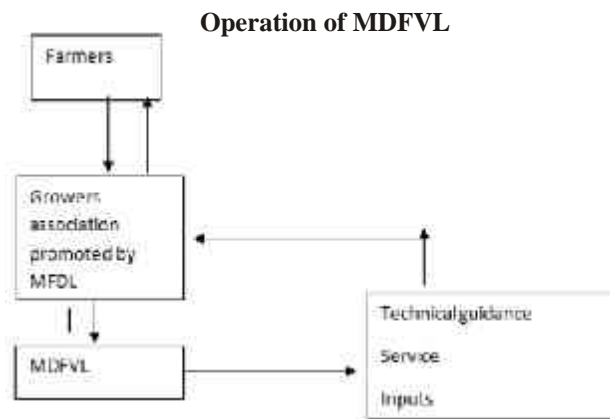 Operation of MDFVL
Farmers
Growers
association
promoted by
MFDL
MDFVL
Technical guidance
Service
Inputs